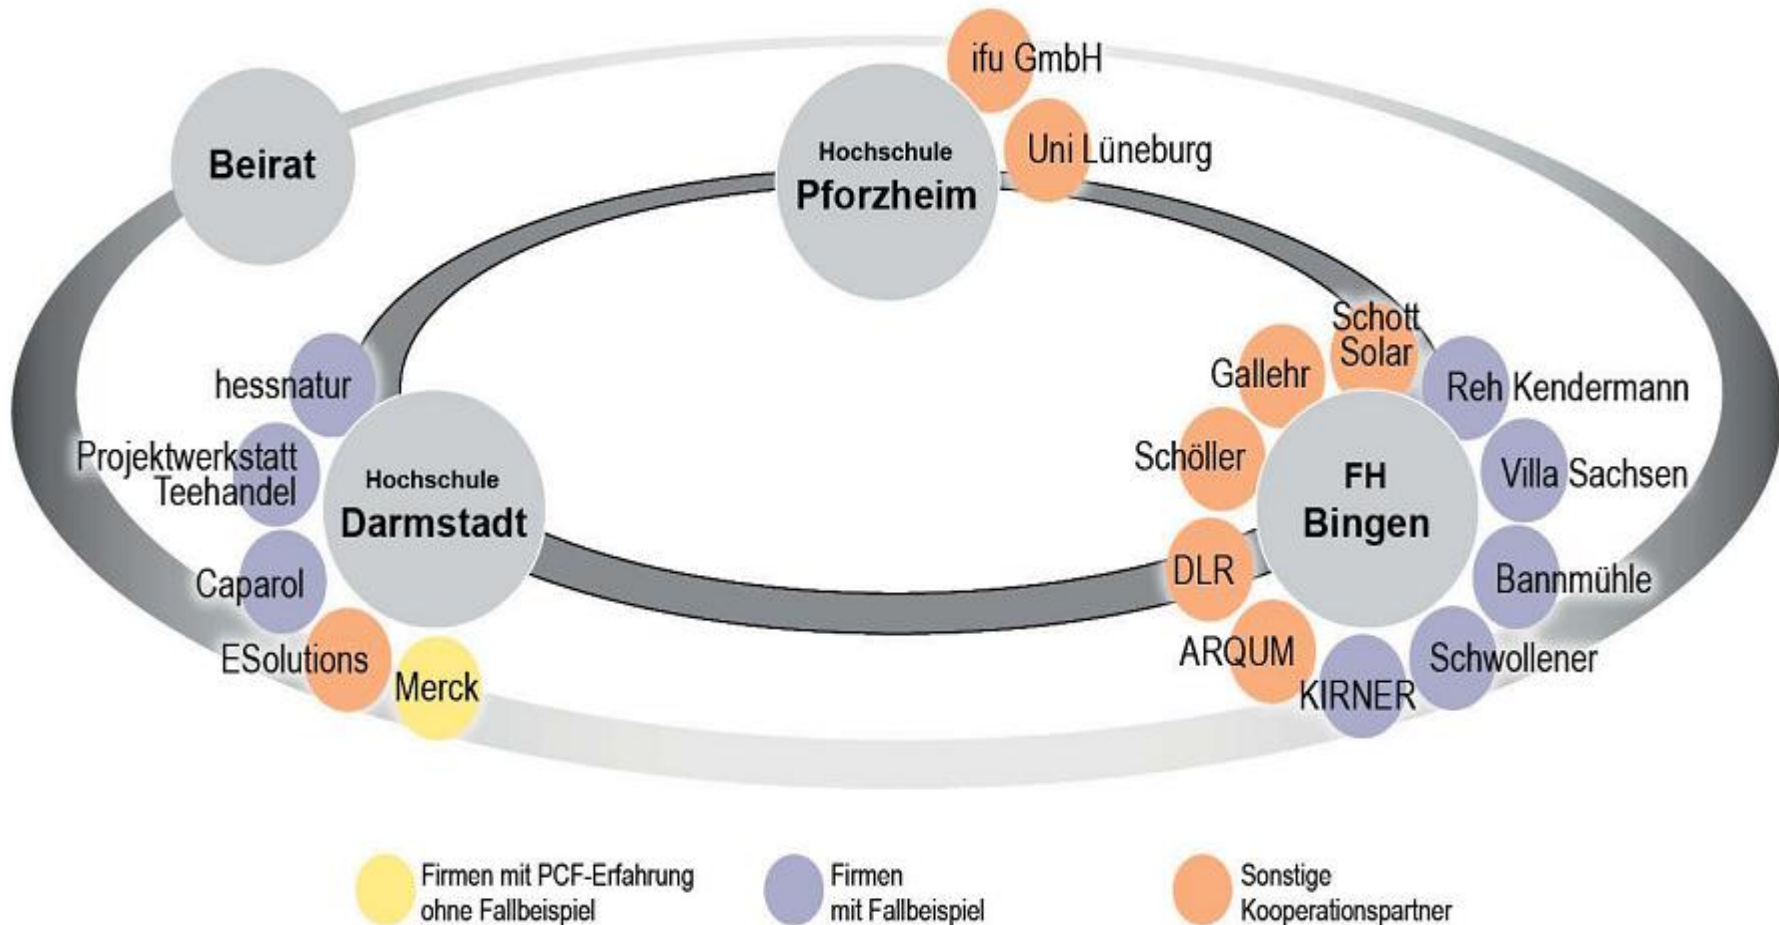 ifu GmbH
Uni Lüneburg
Hochschule
Pforzheim
Beirat
hessnatur
Projektwerkstatt
Teehandel
Caparol
ESolutions
Merck
Hochschule
Darmstadt
Schott
Solar
Gallehr
Schöller
DLR
ARQUM
KIRNER
Schwollener
Bannmühle
Villa Sachsen
Reh Kendermann
FH
Bingen
Firmen mit PCF-Erfahrung
ohne Fallbeispiel
Firmen
mit Fallbeispiel
Sonstige
Kooperationspartner